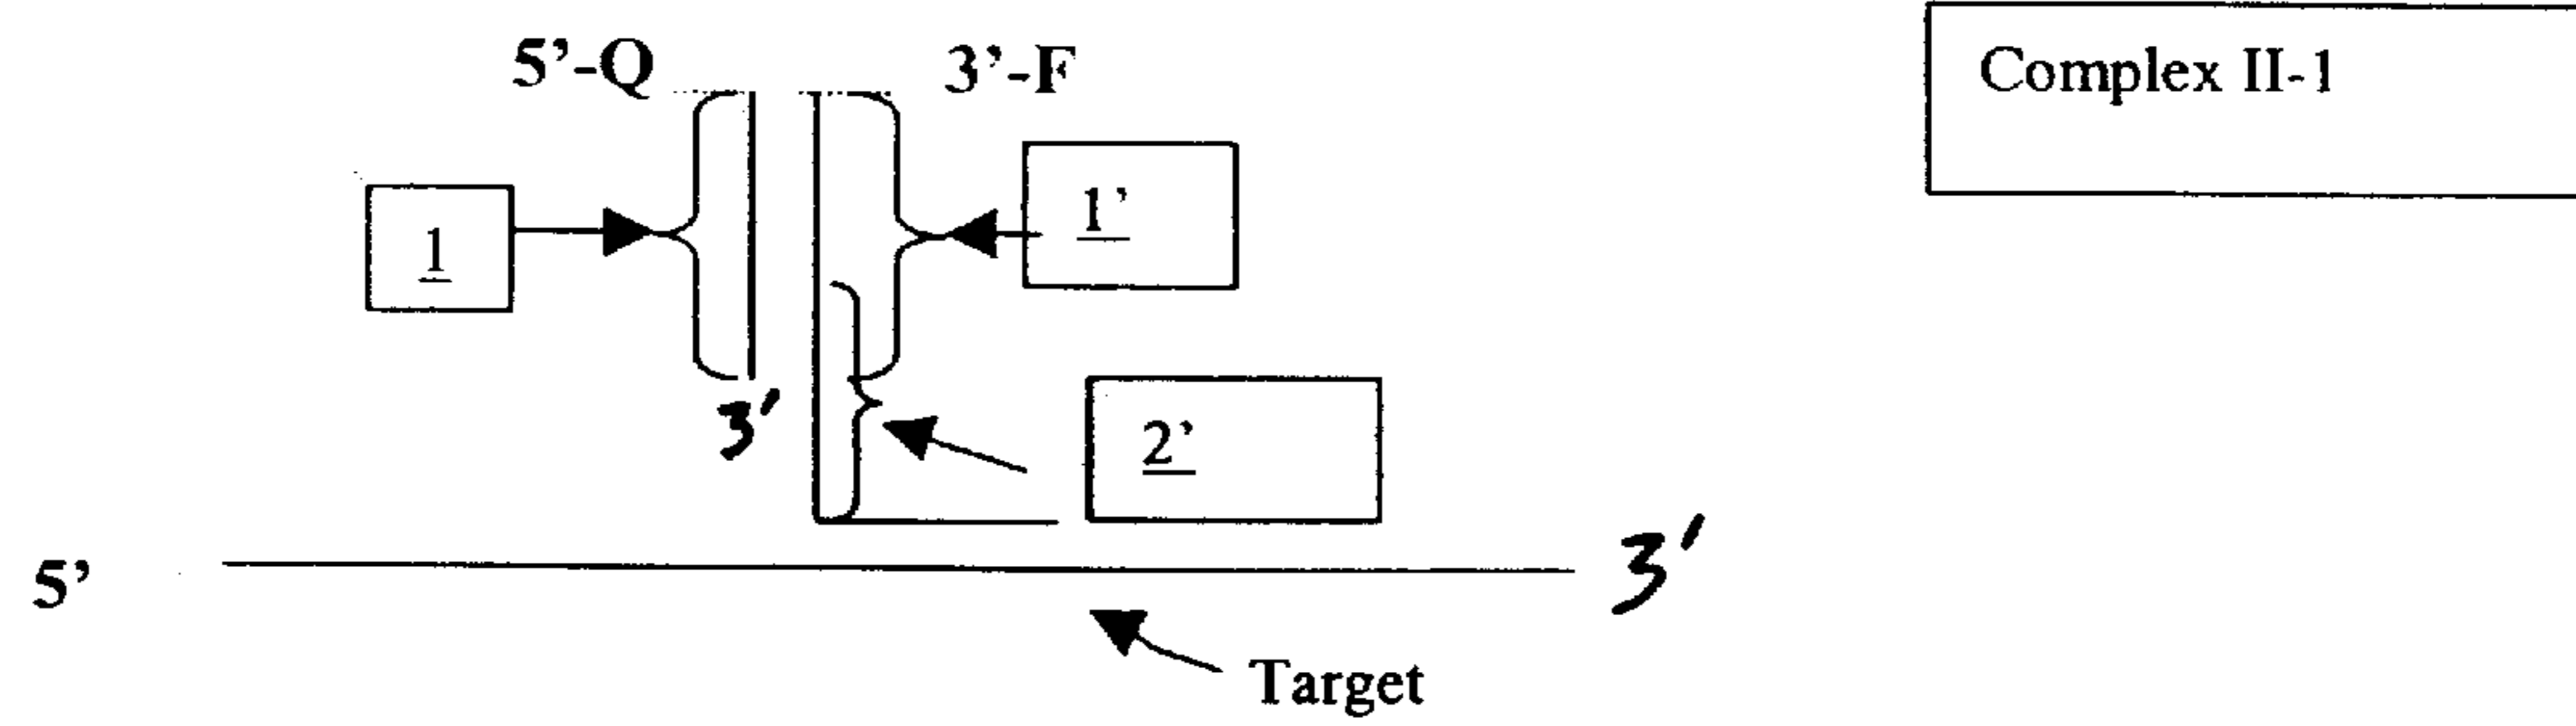 5’-Q
3’-F
Complex II-1
1
1’
3′
2’
5’
3′
Target